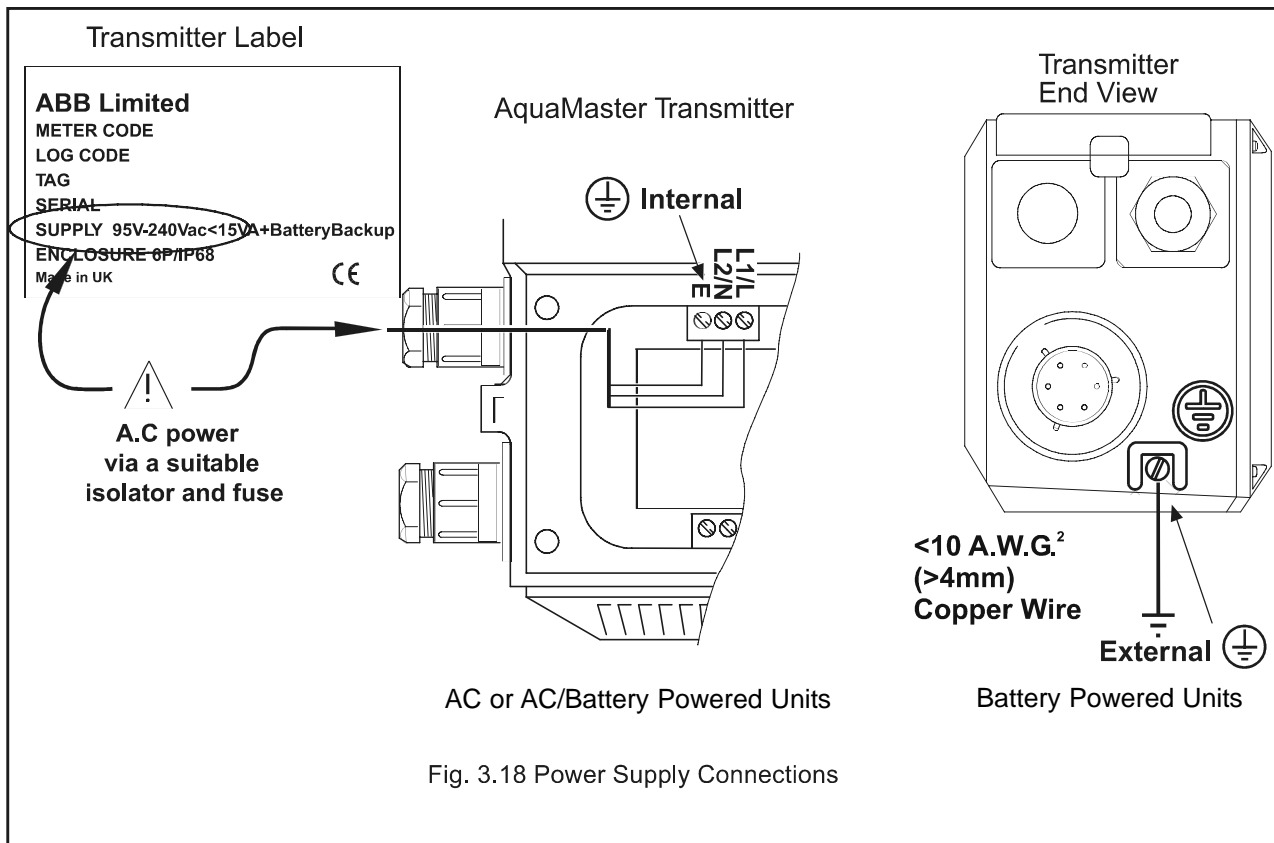 Transmitter Label
ABB Limited
METER CODE
LOG CODE
TAG
SERIAL
SUPPLY 95V-240Vac<15VA+BatteryBackup
ENCLOSURE 6P/IP68
Made in UK
CE
A.C power
via a suitable
isolator and fuse
AquaMaster Transmitter
Internal
E
L2/N
L1/L
AC or AC/Battery Powered Units
Transmitter
End View
<10 A.W.G.²
(>4mm)
Copper Wire
External
Battery Powered Units
Fig. 3.18 Power Supply Connections